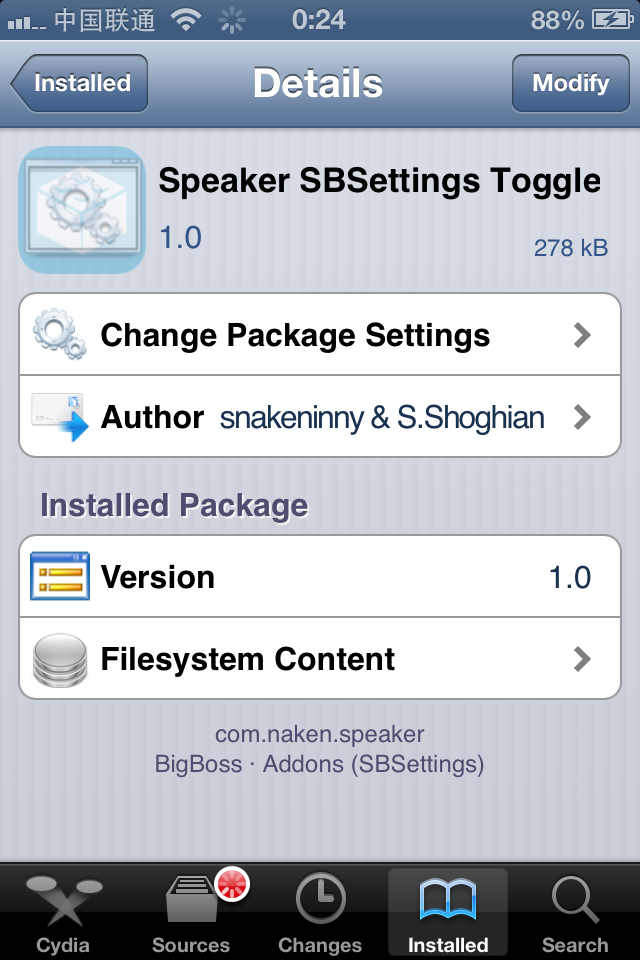 中国联通 0:24 88%
Installed Details Modify
Speaker SBSettings Toggle
1.0 278 kB
Change Package Settings
Author snakeninny & S.Shoghian
Installed Package
Version 1.0
Filesystem Content
com.naken.speaker
BigBoss · Addons (SBSettings)
Cydia Sources Changes Installed Search